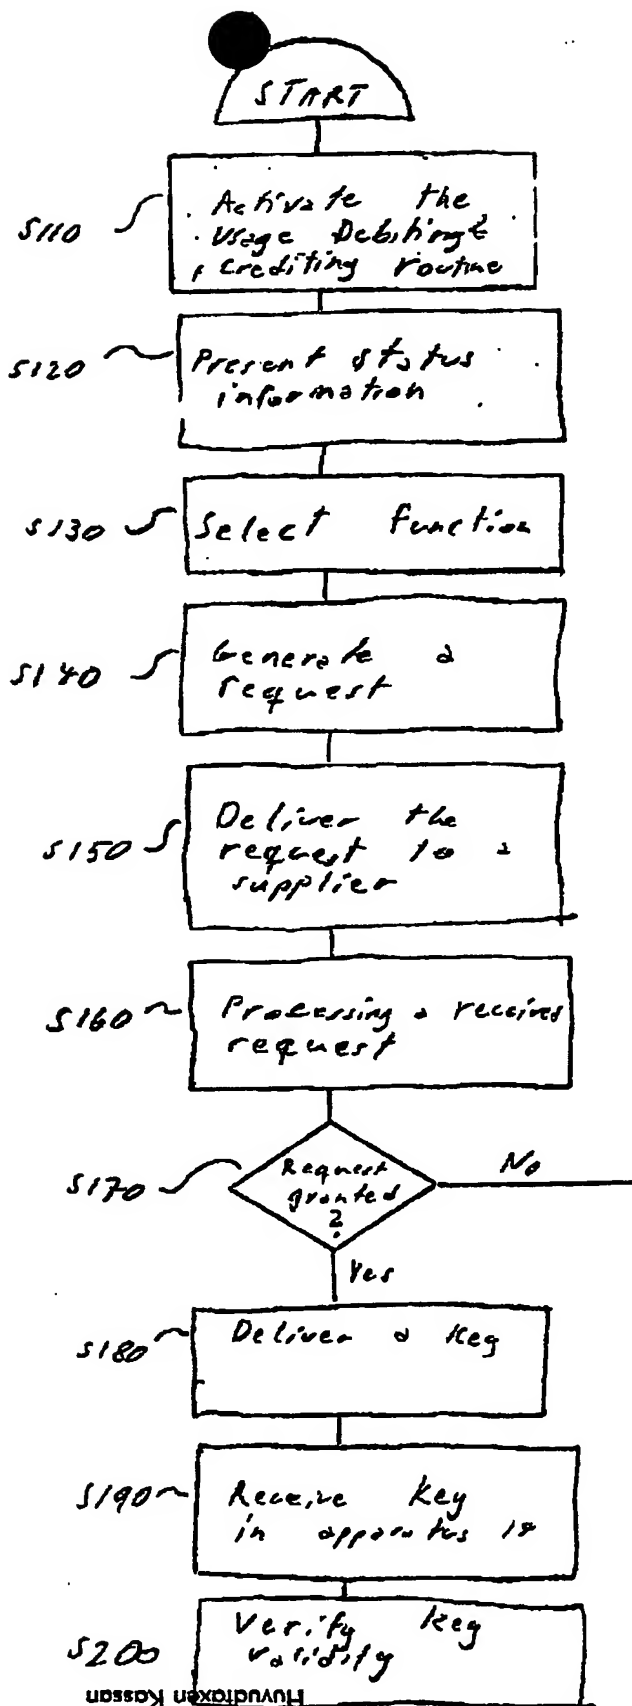 START
S110
Activate the
Usage Debiting &
crediting routine
S120
Present status
information
S130
Select function
S140
Generate a
request
S150
Deliver the
request to a
supplier
S160
Processing a received
request
S170
Request
granted
?
No
Yes
S180
Deliver a key
S190
Receive key
in apparatus
S200
Verify key
validity
Huvudfaxen Kassan